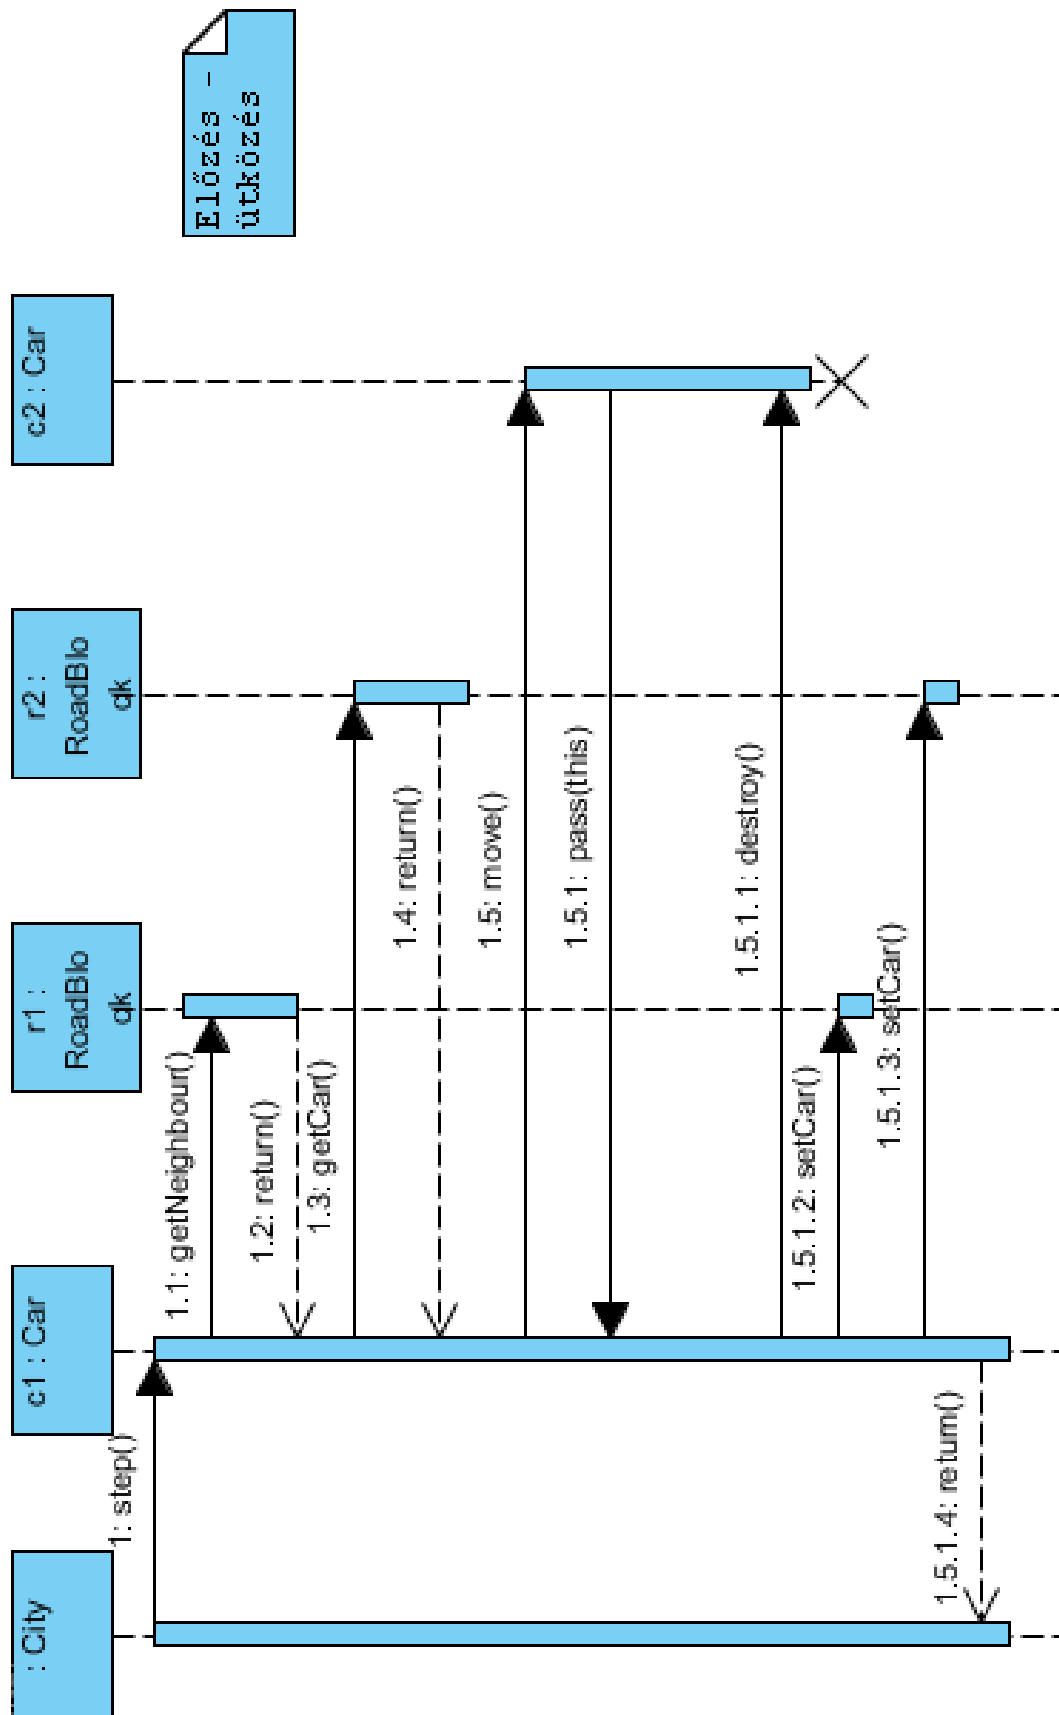 : City
c1 : Car
r1 :
RoadBlo
qk
r2 :
RoadBlo
qk
c2 : Car
Előzés -
ütközés
1: step()
1.1: getNeighbour()
1.2: return()
1.3: getCar()
1.4: return()
1.5: move()
1.5.1: pass(this)
1.5.1.1: destroy()
1.5.1.2: setCar()
1.5.1.3: setCar()
1.5.1.4: return()